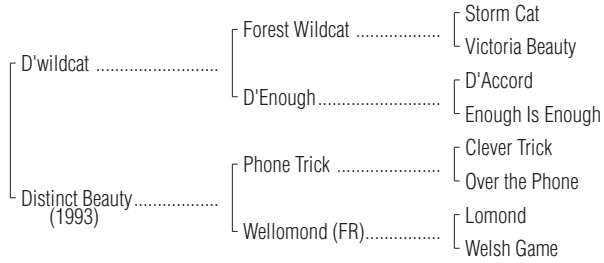 Storm Cat
Forest Wildcat ..................
Victoria Beauty
D'wildcat ..........................
D'Accord
D'Enough..........................
Enough Is Enough
Clever Trick
Phone Trick ......................
Over the Phone
Distinct Beauty..................
(1993)
Lomond
Wellomond (FR)................
Welsh Game